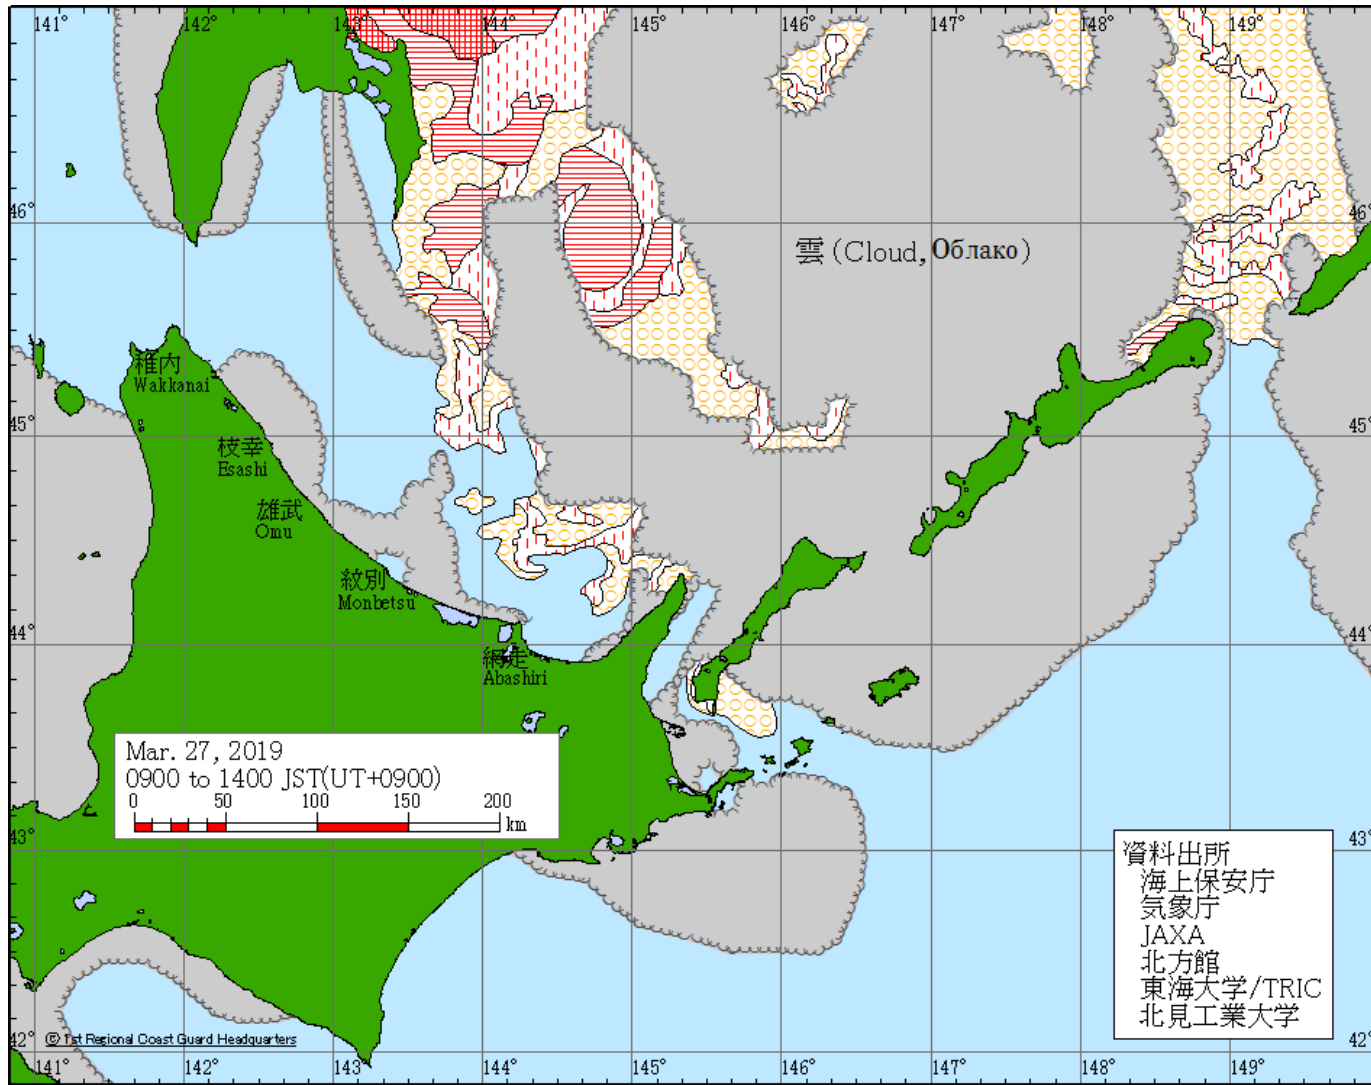 141° 142° 143° 144° 145° 146° 147° 148° 149°
46° 46°
雲 (Cloud, Облако)
稚内
Wakkanai
45° 45°
枝幸
Esashi
雄武
Omu
紋別
Monbetsu
44° 44°
網走
Abashiri
Mar. 27, 2019
0900 to 1400 JST(UT+0900)
0 50 100 150 200
km
43° 43°
資料出所
海上保安庁
気象庁
JAXA
北方館
東海大学/TRIC
北見工業大学
42° 42°
© 1st Regional Coast Guard Headquarters
141° 142° 143° 144° 145° 146° 147° 148° 149°